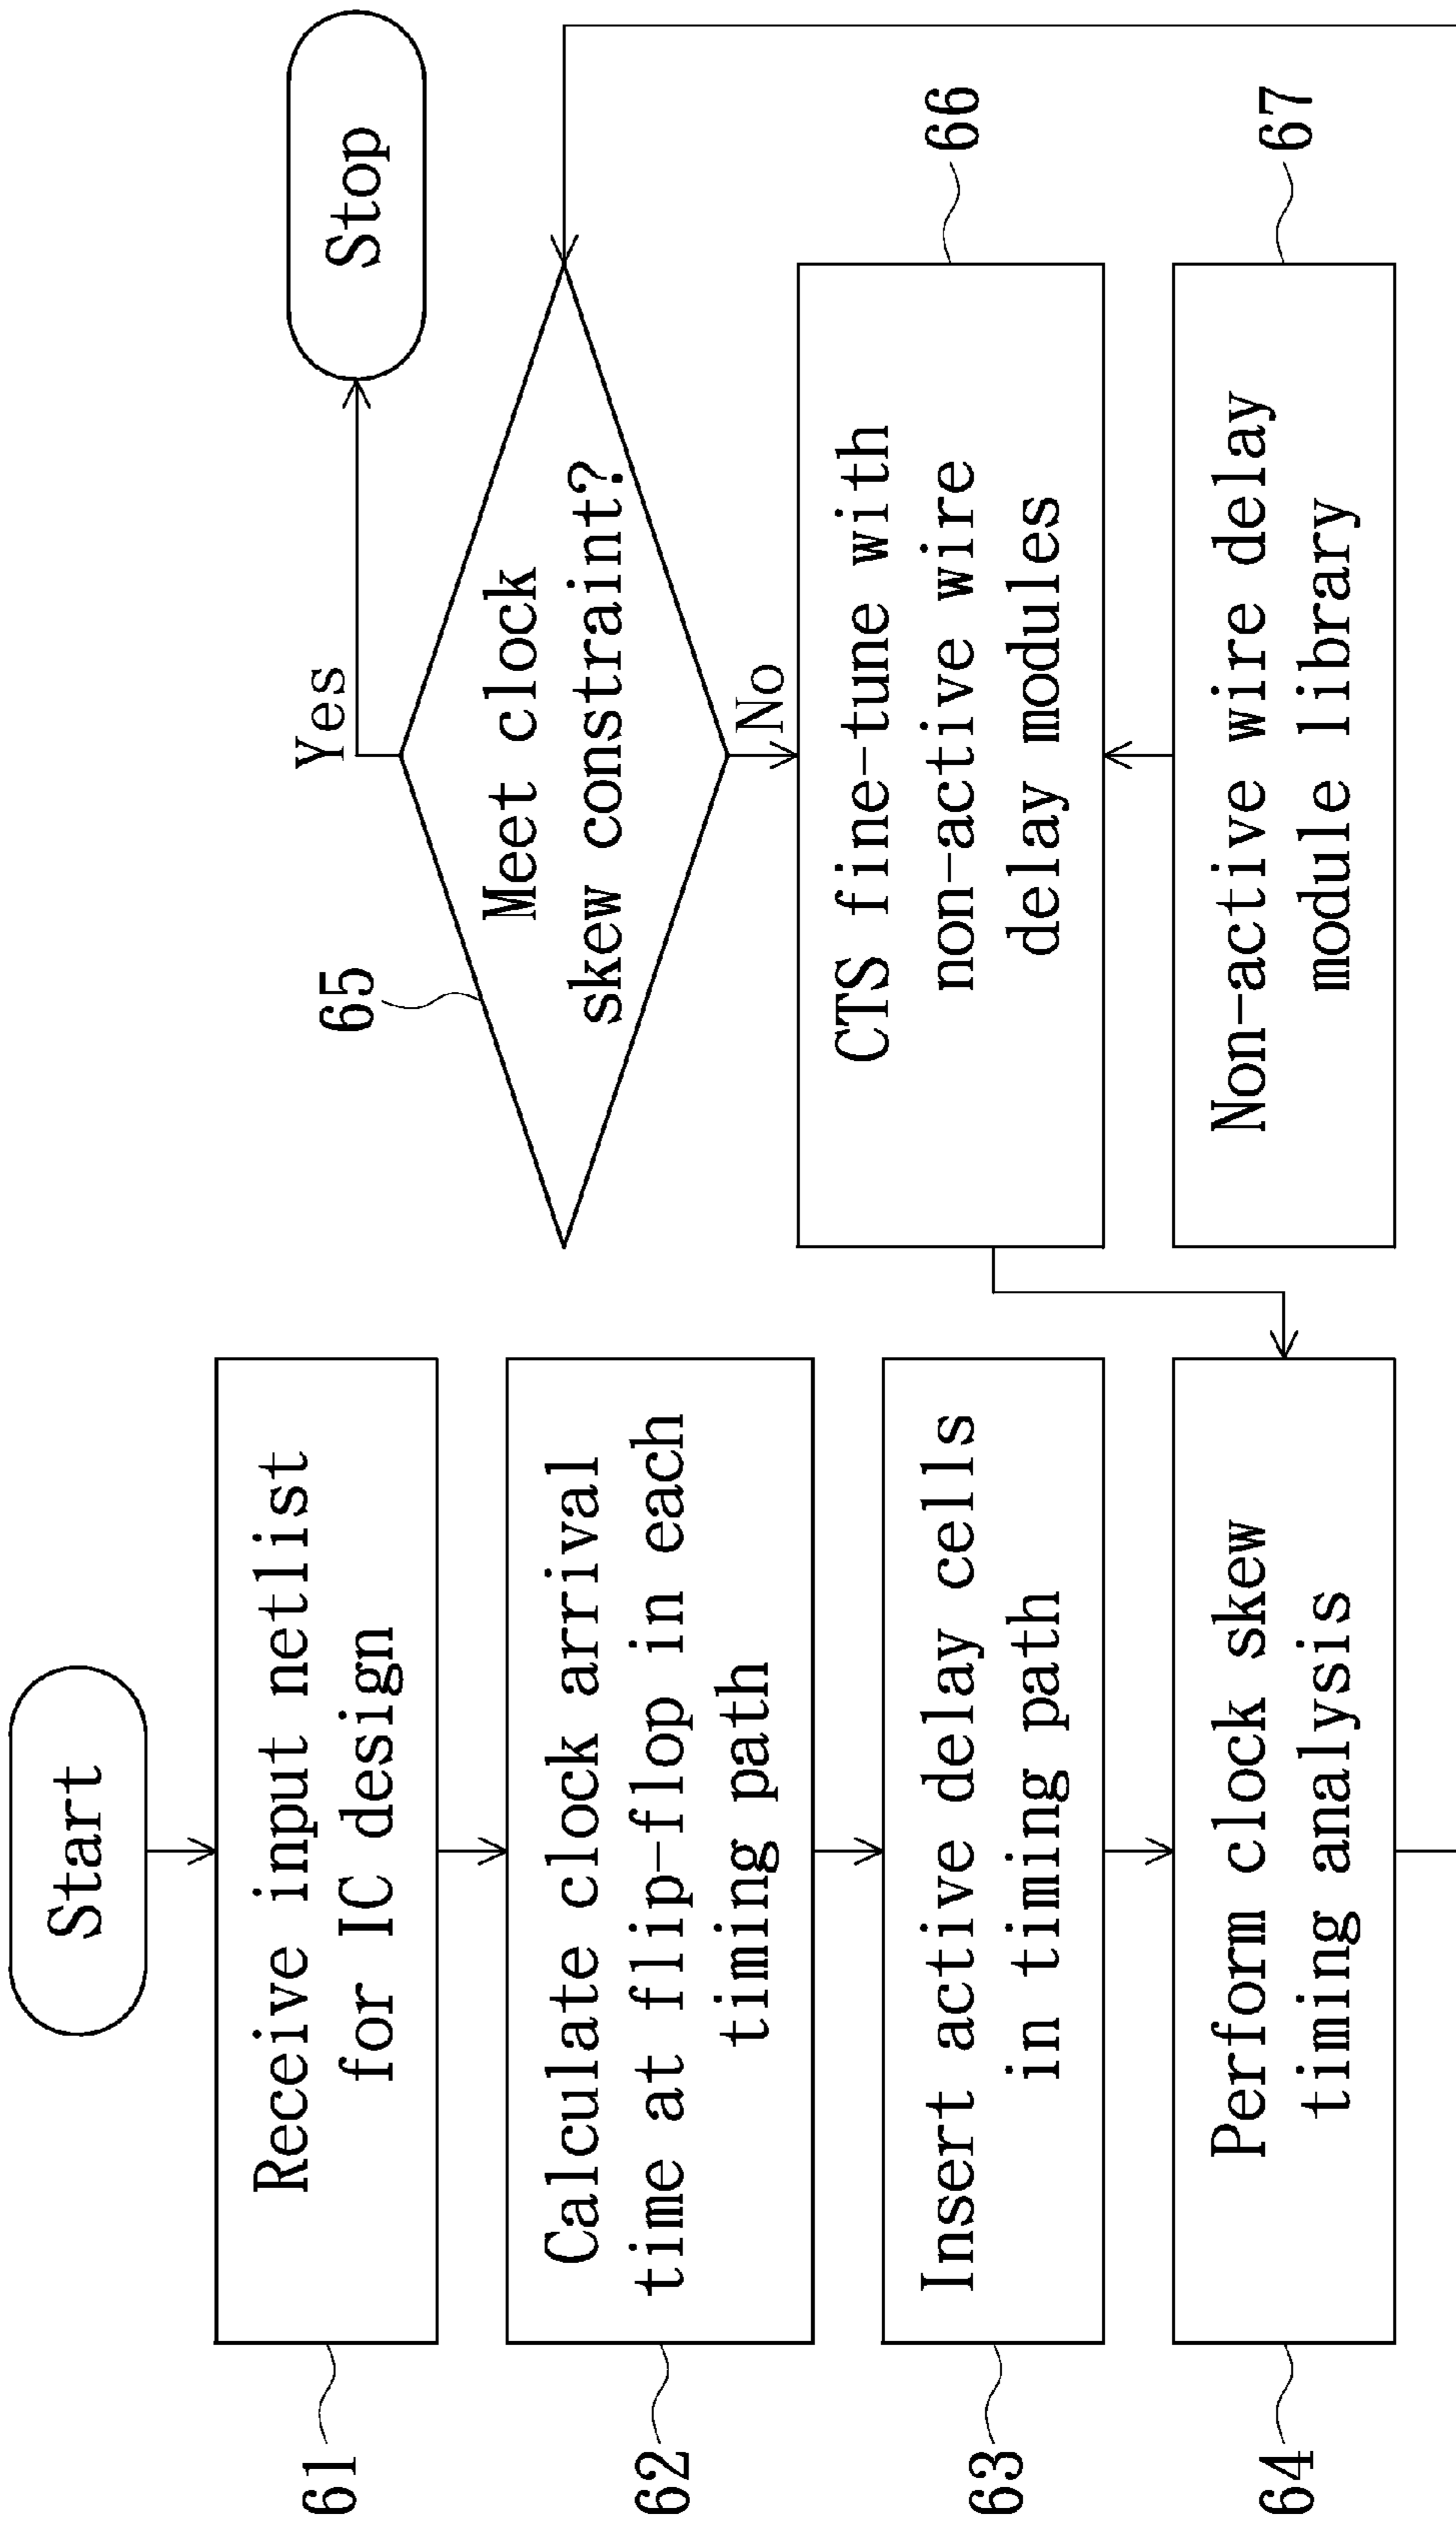 Start
61
Receive input netlist
for IC design
62
Calculate clock arrival
time at flip-flop in each
timing path
63
Insert active delay cells
in timing path
64
Perform clock skew
timing analysis
Stop
Yes
65
Meet clock
skew constraint?
No
CTS fine-tune with
non-active wire
delay modules
66
Non-active wire delay
module library
67